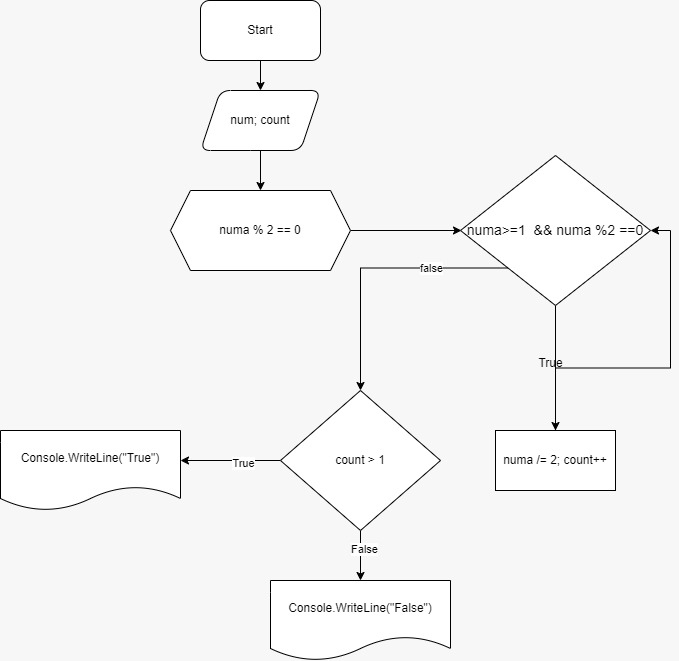 Start
num; count
numa % 2 == 0
numa>=1  && numa %2 ==0
false
True
count > 1
Console.WriteLine("True")
True
numa /= 2; count++
False
Console.WriteLine("False")